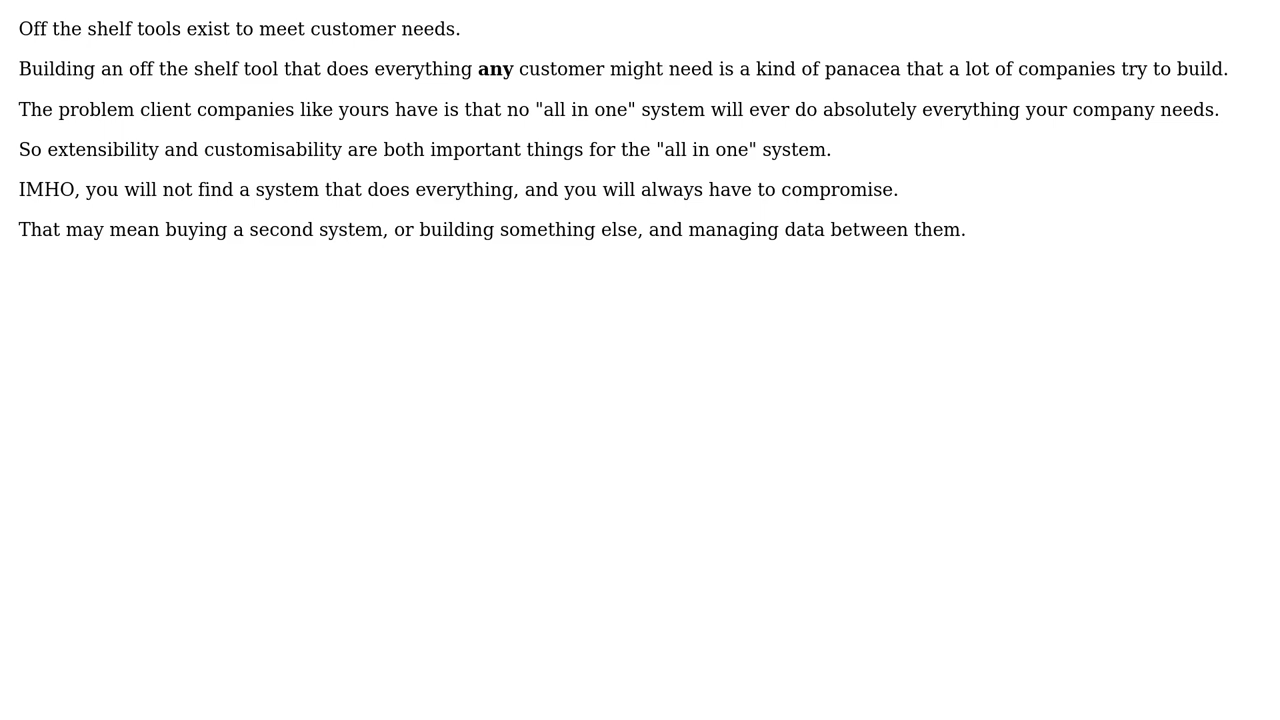 Off the shelf tools exist to meet customer needs.
Building an off the shelf tool that does everything any customer might need is a kind of panacea that a lot of companies try to build.
The problem client companies like yours have is that no "all in one" system will ever do absolutely everything your company needs.
So extensibility and customisability are both important things for the "all in one" system.
IMHO, you will not find a system that does everything, and you will always have to compromise.
That may mean buying a second system, or building something else, and managing data between them.